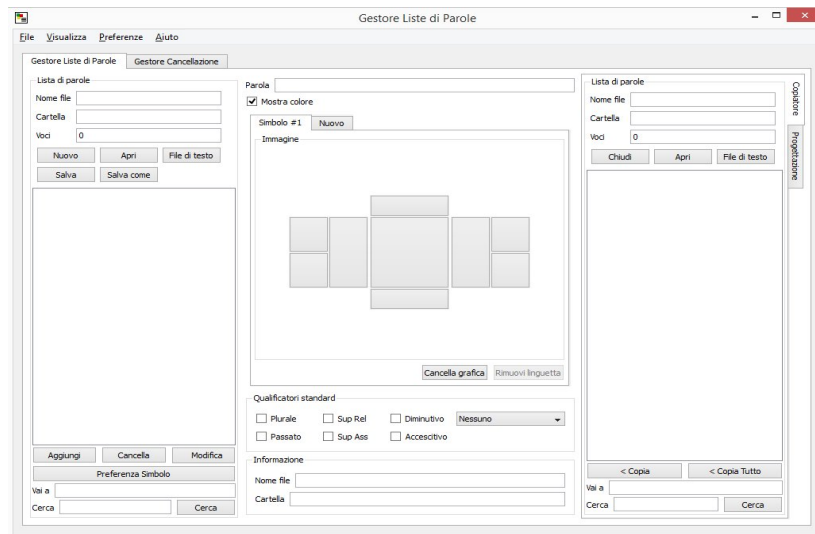 Gestore Liste di Parole
File Visualizza Preferenze Aiuto
Gestore Liste di Parole Gestore Cancellazione
Lista di parole
Nome file
Cartella
Voci 0
Nuovo Apri File di testo
Salva Salva come
Aggiungi Cancella Modifica
Preferenza Simbolo
Vai a
Cerca Cerca
Parola
Mostra colore
Simbolo #1 Nuovo
Immagine
Cancella grafica Rimuovi linguetta
Qualificatori standard
Plurale Sup Rel Diminutivo Nessuno
Passato Sup Ass Accescitivo
Informazione
Nome file
Cartella
Lista di parole
Nome file
Cartella
Voci 0
Chiudi Apri File di testo
< Copia < Copia Tutto
Vai a
Cerca Cerca
Copiatore
Progettazione